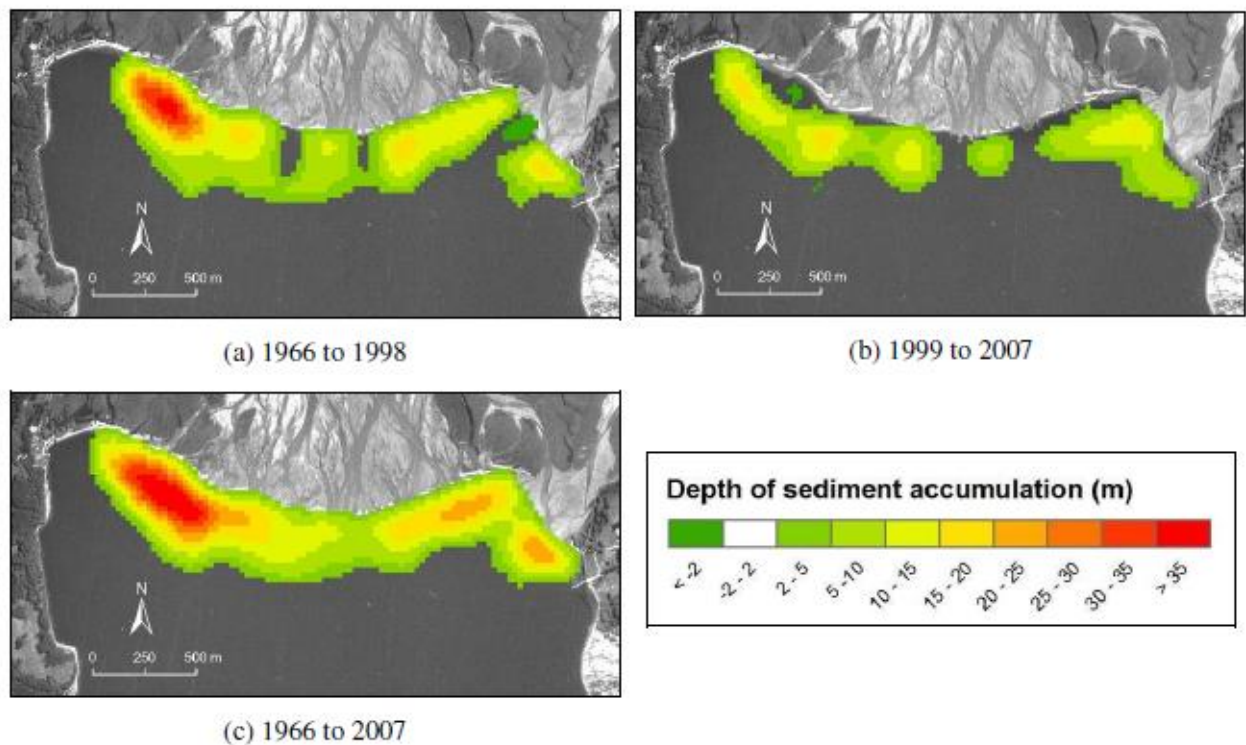 N
0 250 500 m
(a) 1966 to 1998
N
0 250 500 m
(b) 1999 to 2007
N
0 250 500 m
(c) 1966 to 2007
Depth of sediment accumulation (m)
< -2
-2 - 2
2 - 5
5 - 10
10 - 15
15 - 20
20 - 25
25 - 30
30 - 35
> 35